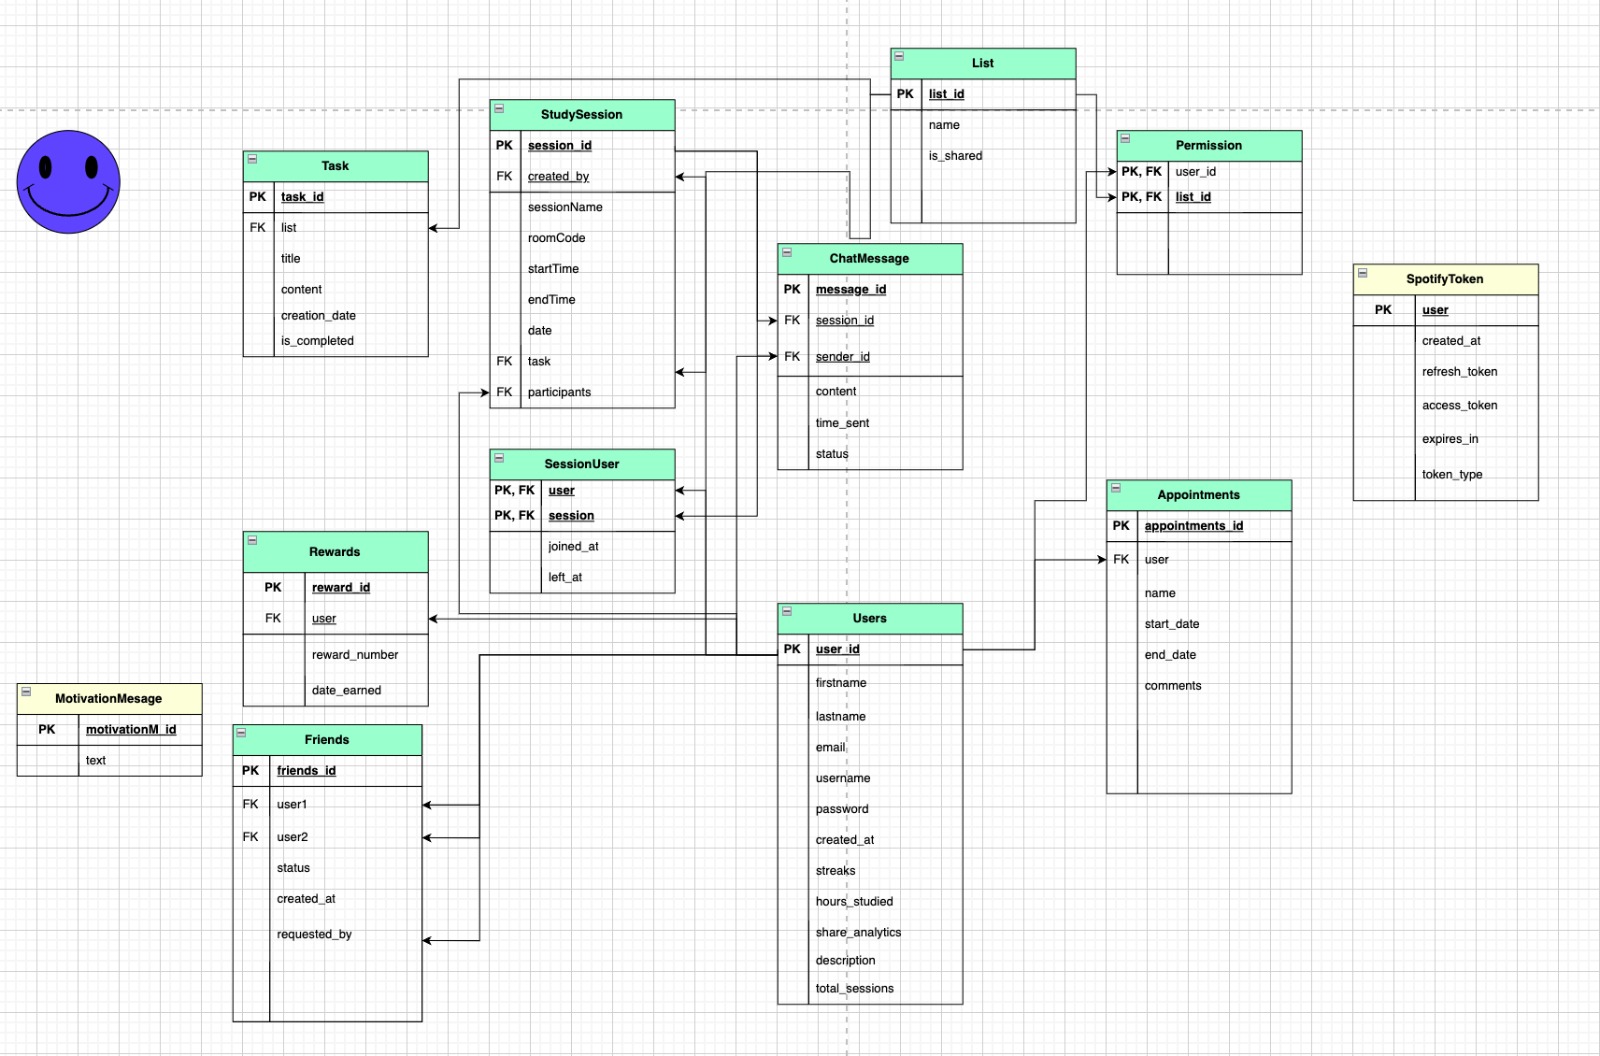 List
PK list_id
name
is_shared
StudySession
PK session_id
FK created_by
sessionName
roomCode
startTime
endTime
date
FK task
FK participants
Task
PK task_id
FK list
title
content
creation_date
is_completed
Permission
PK, FK user_id
PK, FK list_id
ChatMessage
PK message_id
FK session_id
FK sender_id
content
time_sent
status
SpotifyToken
PK user
created_at
refresh_token
access_token
expires_in
token_type
SessionUser
PK, FK user
PK, FK session
joined_at
left_at
Appointments
PK appointments_id
FK user
name
start_date
end_date
comments
Rewards
PK reward_id
FK user
reward_number
date_earned
Users
PK user_id
firstname
lastname
email
username
password
created_at
streaks
hours_studied
share_analytics
description
total_sessions
MotivationMesage
PK motivationM_id
text
Friends
PK friends_id
FK user1
FK user2
status
created_at
requested_by